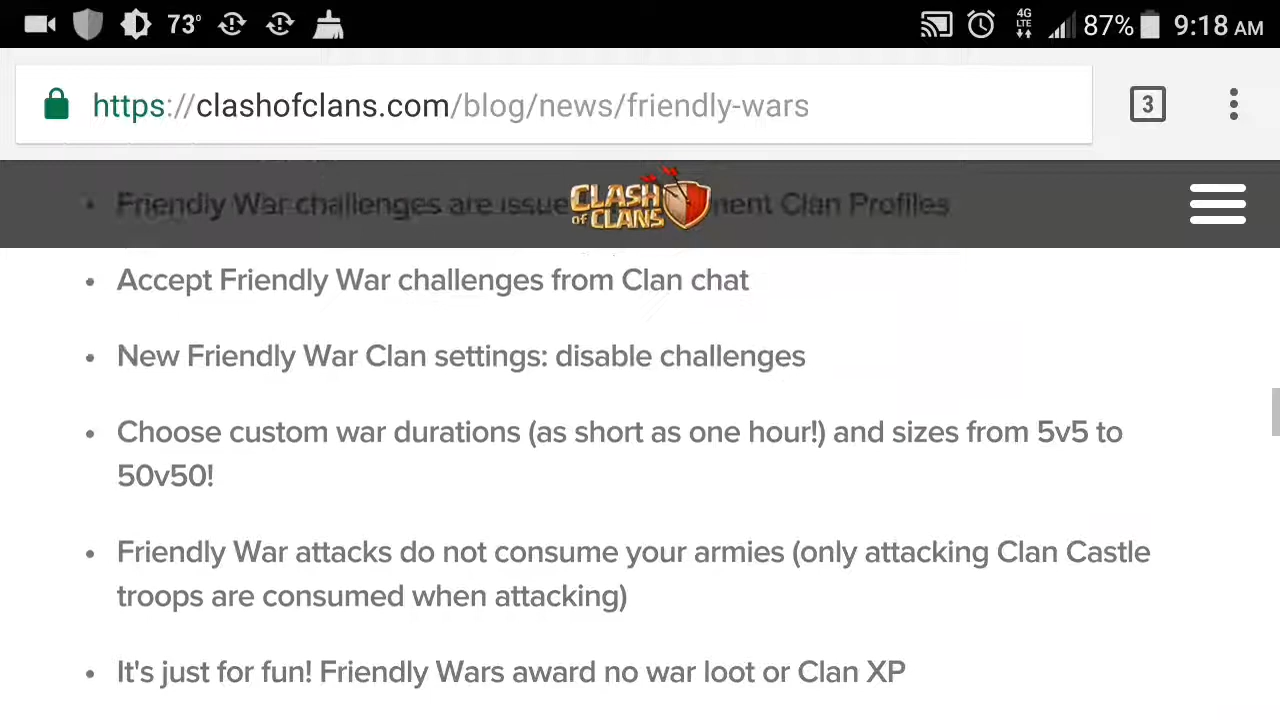 73°
4G
LTE
87%
9:18 AM
https://clashofclans.com/blog/news/friendly-wars
3
• Friendly War challenges are issue nent Clan Profiles
CLASH
OF CLANS
• Accept Friendly War challenges from Clan chat
• New Friendly War Clan settings: disable challenges
• Choose custom war durations (as short as one hour!) and sizes from 5v5 to
50v50!
• Friendly War attacks do not consume your armies (only attacking Clan Castle
troops are consumed when attacking)
• It's just for fun! Friendly Wars award no war loot or Clan XP